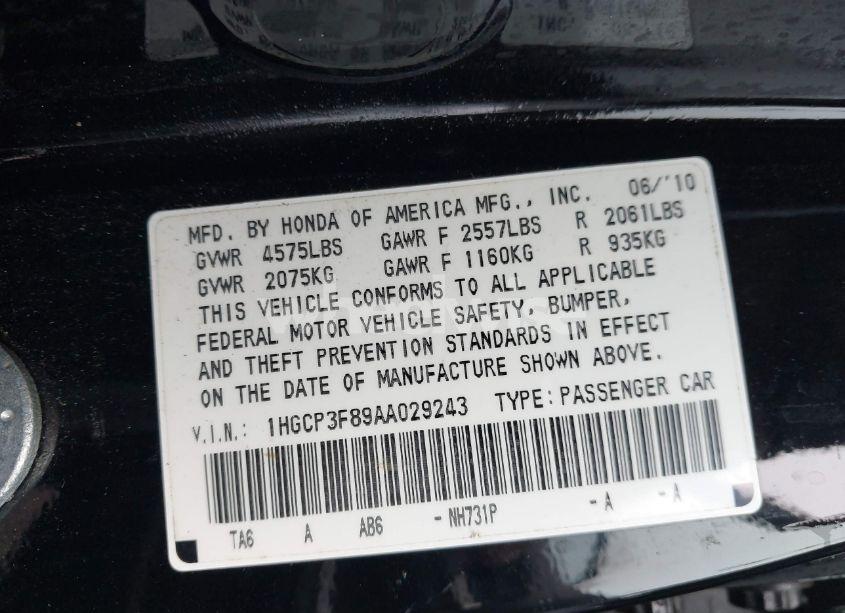 MFD. BY HONDA OF AMERICA MFG., INC. 06/'10
GVWR 4575LBS GAWR F 2557LBS R 2061LBS
GVWR 2075KG GAWR F 1160KG R 935KG
THIS VEHICLE CONFORMS TO ALL APPLICABLE
FEDERAL MOTOR VEHICLE SAFETY, BUMPER,
AND THEFT PREVENTION STANDARDS IN EFFECT
ON THE DATE OF MANUFACTURE SHOWN ABOVE.
V.I.N.: 1HGCP3F89AA029243 TYPE: PASSENGER CAR
TA6 A AB6 - NH731P - A - A